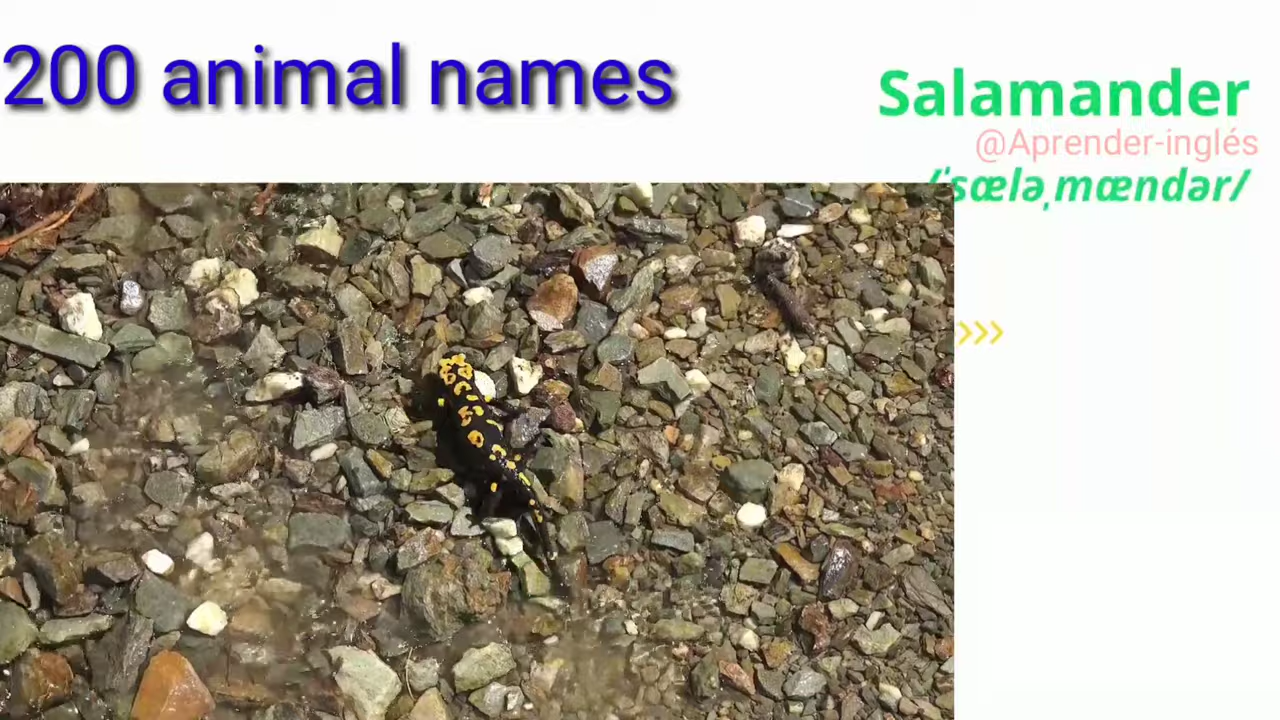 200 animal names
Salamander
@Aprender-inglés
/ˈsæləˌmændər/
>>>